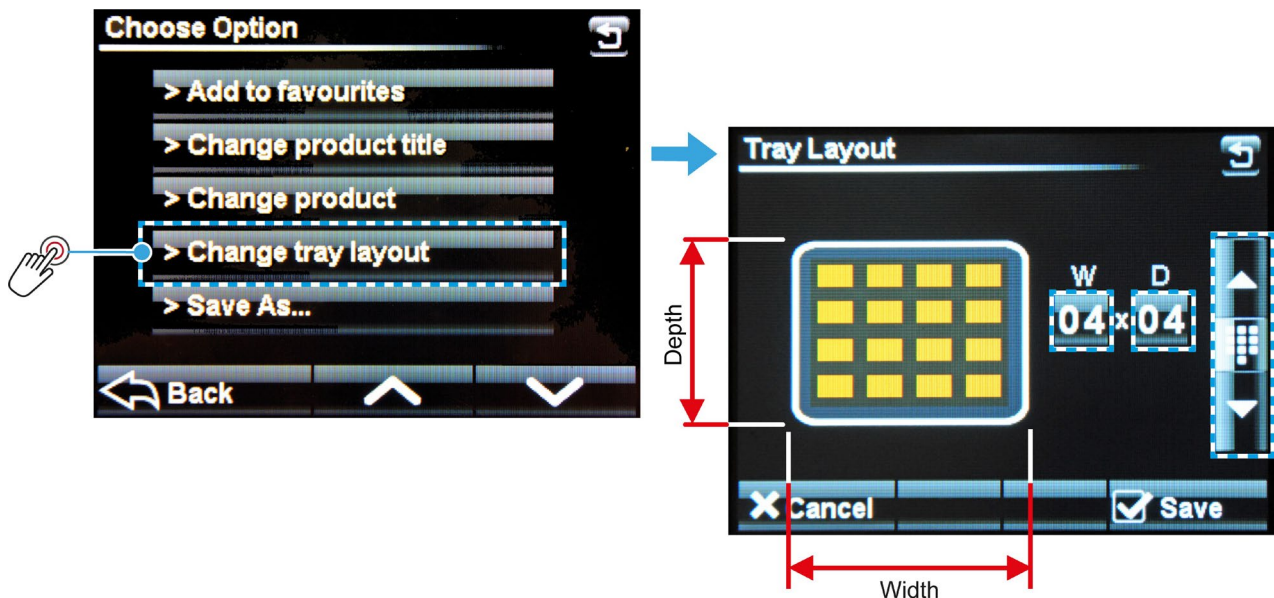 Choose Option
> Add to favourites
> Change product title
> Change product
> Change tray layout
> Save As...
Back
Tray Layout
Depth
W D
04 x 04
Cancel
Save
Width